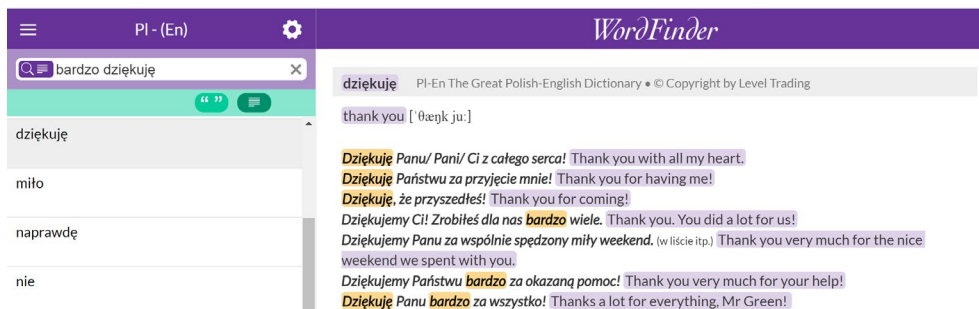 Pl - (En)
WordFinder
bardzo dziękuję
“ ”
dziękuję
miło
naprawdę
nie
dziękuję Pl-En The Great Polish-English Dictionary • © Copyright by Level Trading
thank you [ˈθæŋk juː]
Dziękuję Panu/ Pani/ Ci z całego serca! Thank you with all my heart.
Dziękuję Państwu za przyjęcie mnie! Thank you for having me!
Dziękuję, że przyszedłeś! Thank you for coming!
Dziękujemy Ci! Zrobiłeś dla nas bardzo wiele. Thank you. You did a lot for us!
Dziękujemy Panu za wspólnie spędzony miły weekend. (w liście itp.) Thank you very much for the nice
weekend we spent with you.
Dziękujemy Państwu bardzo za okazaną pomoc! Thank you very much for your help!
Dziękuję Panu bardzo za wszystko! Thanks a lot for everything, Mr Green!